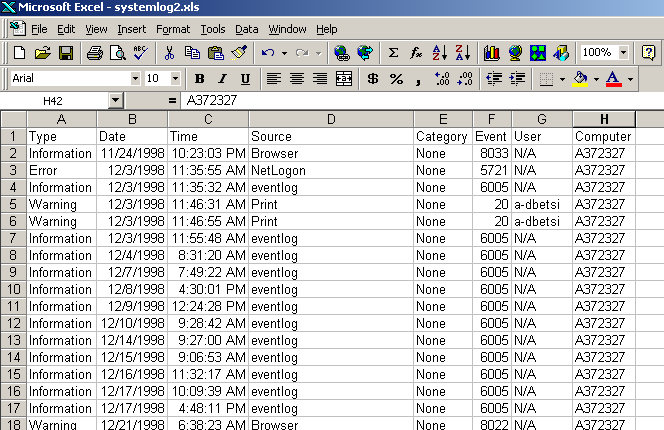 Microsoft Excel - systemlog2.xls
File Edit View Insert Format Tools Data Window Help
ABC Σ fx A Z Z A 100% ?
Arial 10 B I U $ % , A
H42 = A372327
A B C D E F G H
1 Type Date Time Source Category Event User Computer
2 Information 11/24/1998 10:23:03 PM Browser None 8033 N/A A372327
3 Error 12/3/1998 11:35:55 AM NetLogon None 5721 N/A A372327
4 Information 12/3/1998 11:35:32 AM eventlog None 6005 N/A A372327
5 Warning 12/3/1998 11:46:31 AM Print None 20 a-dbetsi A372327
6 Warning 12/3/1998 11:46:55 AM Print None 20 a-dbetsi A372327
7 Information 12/3/1998 11:55:48 AM eventlog None 6005 N/A A372327
8 Information 12/4/1998 8:31:20 AM eventlog None 6005 N/A A372327
9 Information 12/7/1998 7:49:22 AM eventlog None 6005 N/A A372327
10 Information 12/8/1998 4:30:01 PM eventlog None 6005 N/A A372327
11 Information 12/9/1998 12:24:28 PM eventlog None 6005 N/A A372327
12 Information 12/10/1998 9:28:42 AM eventlog None 6005 N/A A372327
13 Information 12/14/1998 9:27:00 AM eventlog None 6005 N/A A372327
14 Information 12/15/1998 9:06:53 AM eventlog None 6005 N/A A372327
15 Information 12/16/1998 11:32:17 AM eventlog None 6005 N/A A372327
16 Information 12/17/1998 10:09:39 AM eventlog None 6005 N/A A372327
17 Information 12/17/1998 4:48:11 PM eventlog None 6005 N/A A372327
18 Warning 12/21/1998 6:38:23 AM Browser None 8022 N/A A372327